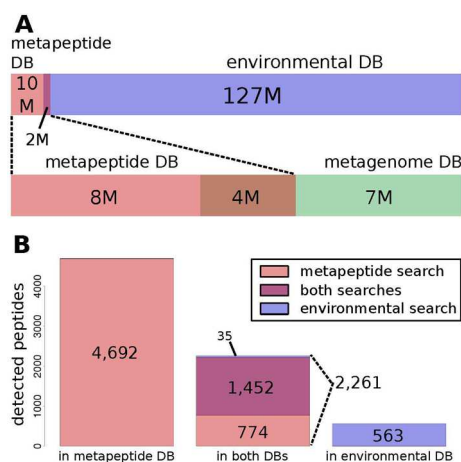 A
metapeptide
DB
environmental DB
10
M
127M
2M
metapeptide DB
metagenome DB
8M
4M
7M
B
detected peptides
4000
3000
2000
1000
0
metapeptide search
both searches
environmental search
4,692
35
1,452
774
2,261
563
in metapeptide DB
in both DBs
in environmental DB